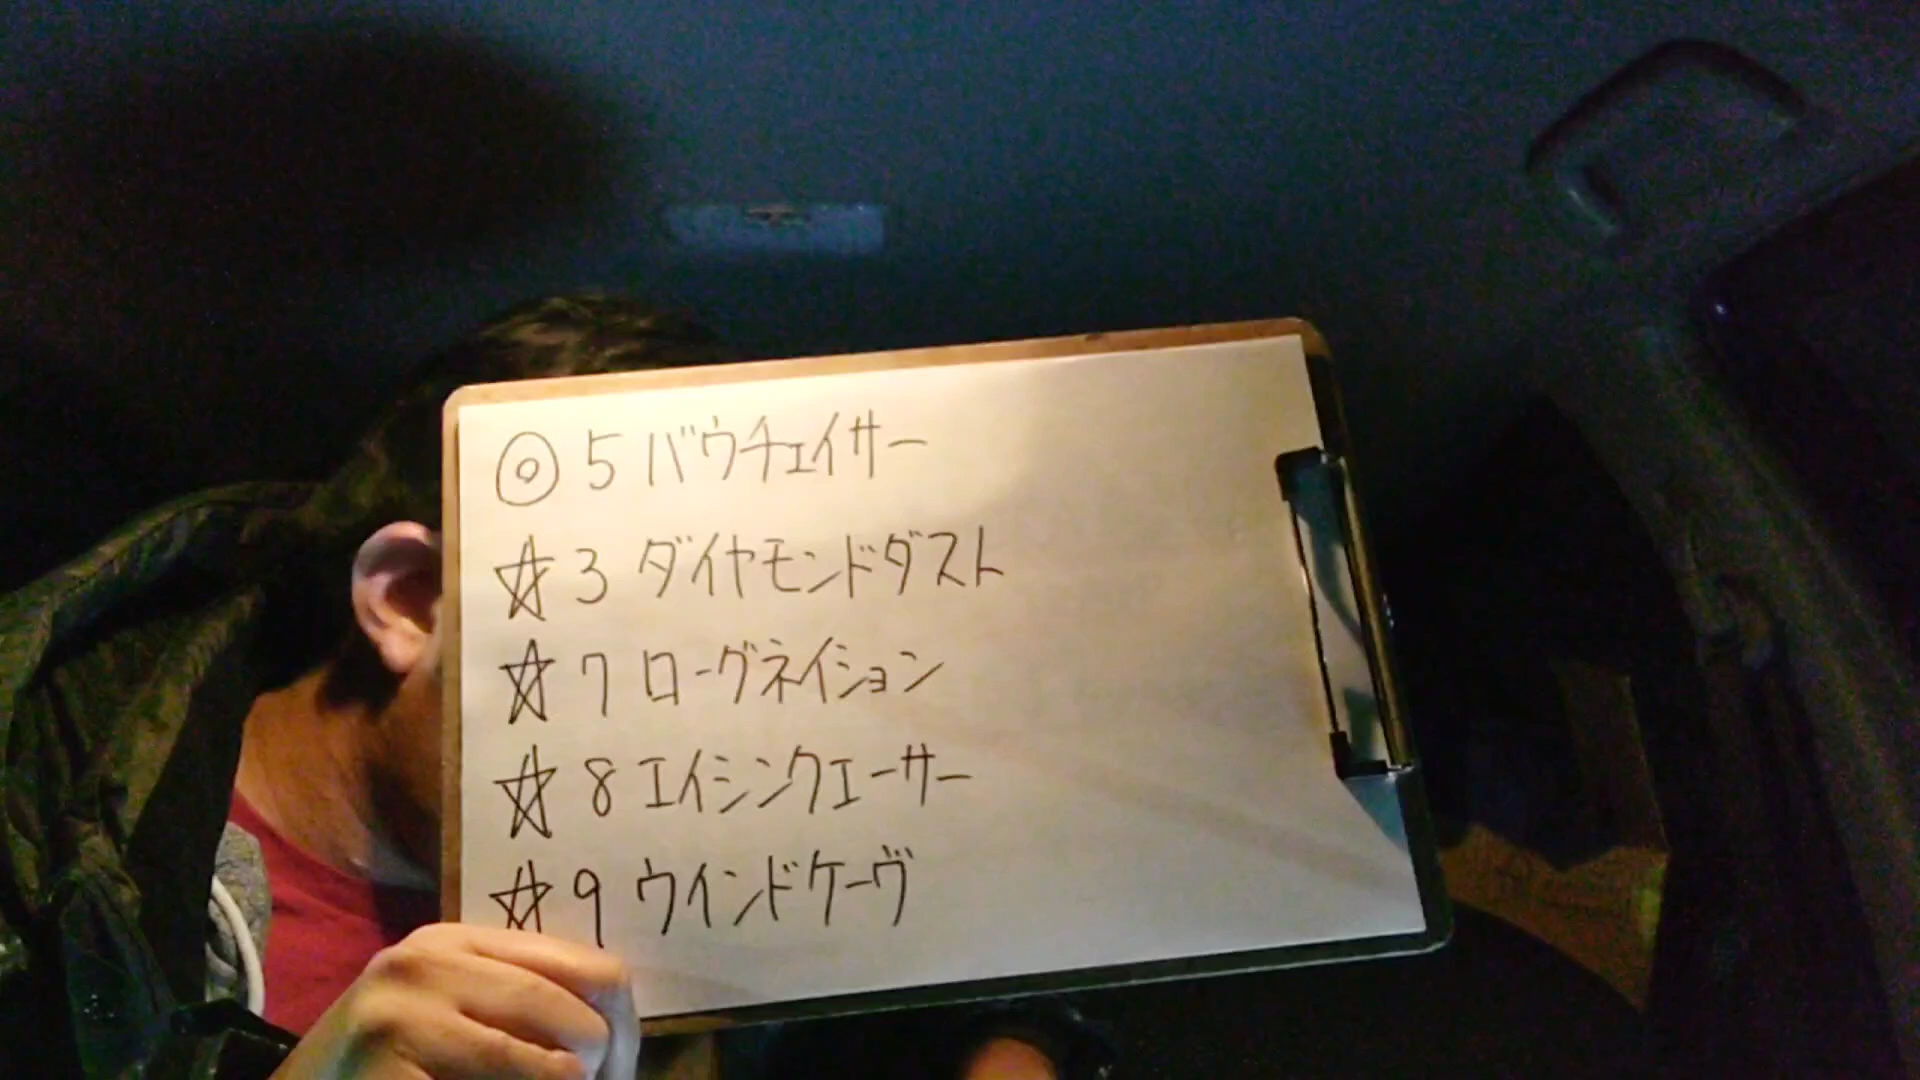 ◎ 5 バウチェイサー
☆ 3 ダイヤモンドダスト
☆ 7 ローグネイション
☆ 8 エイシンクエーサー
☆ 9 ウインドケーヴ